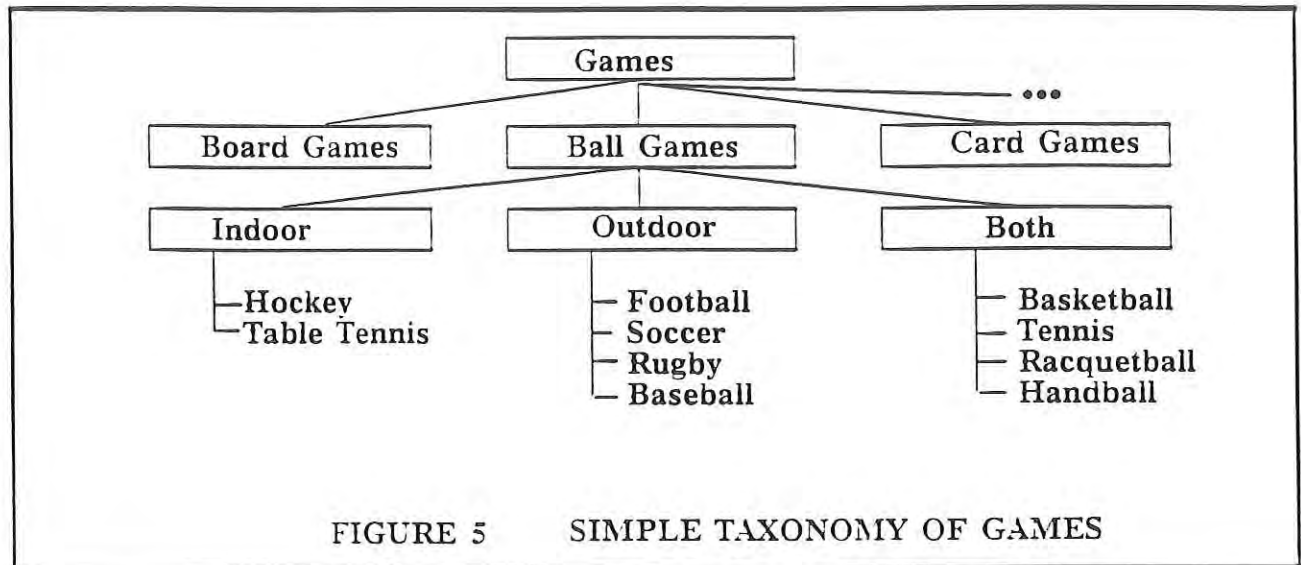 Games
•••
Board Games
Ball Games
Card Games
Indoor
Outdoor
Both
Hockey
Table Tennis
Football
Soccer
Rugby
Baseball
Basketball
Tennis
Racquetball
Handball
FIGURE 5 SIMPLE TAXONOMY OF GAMES